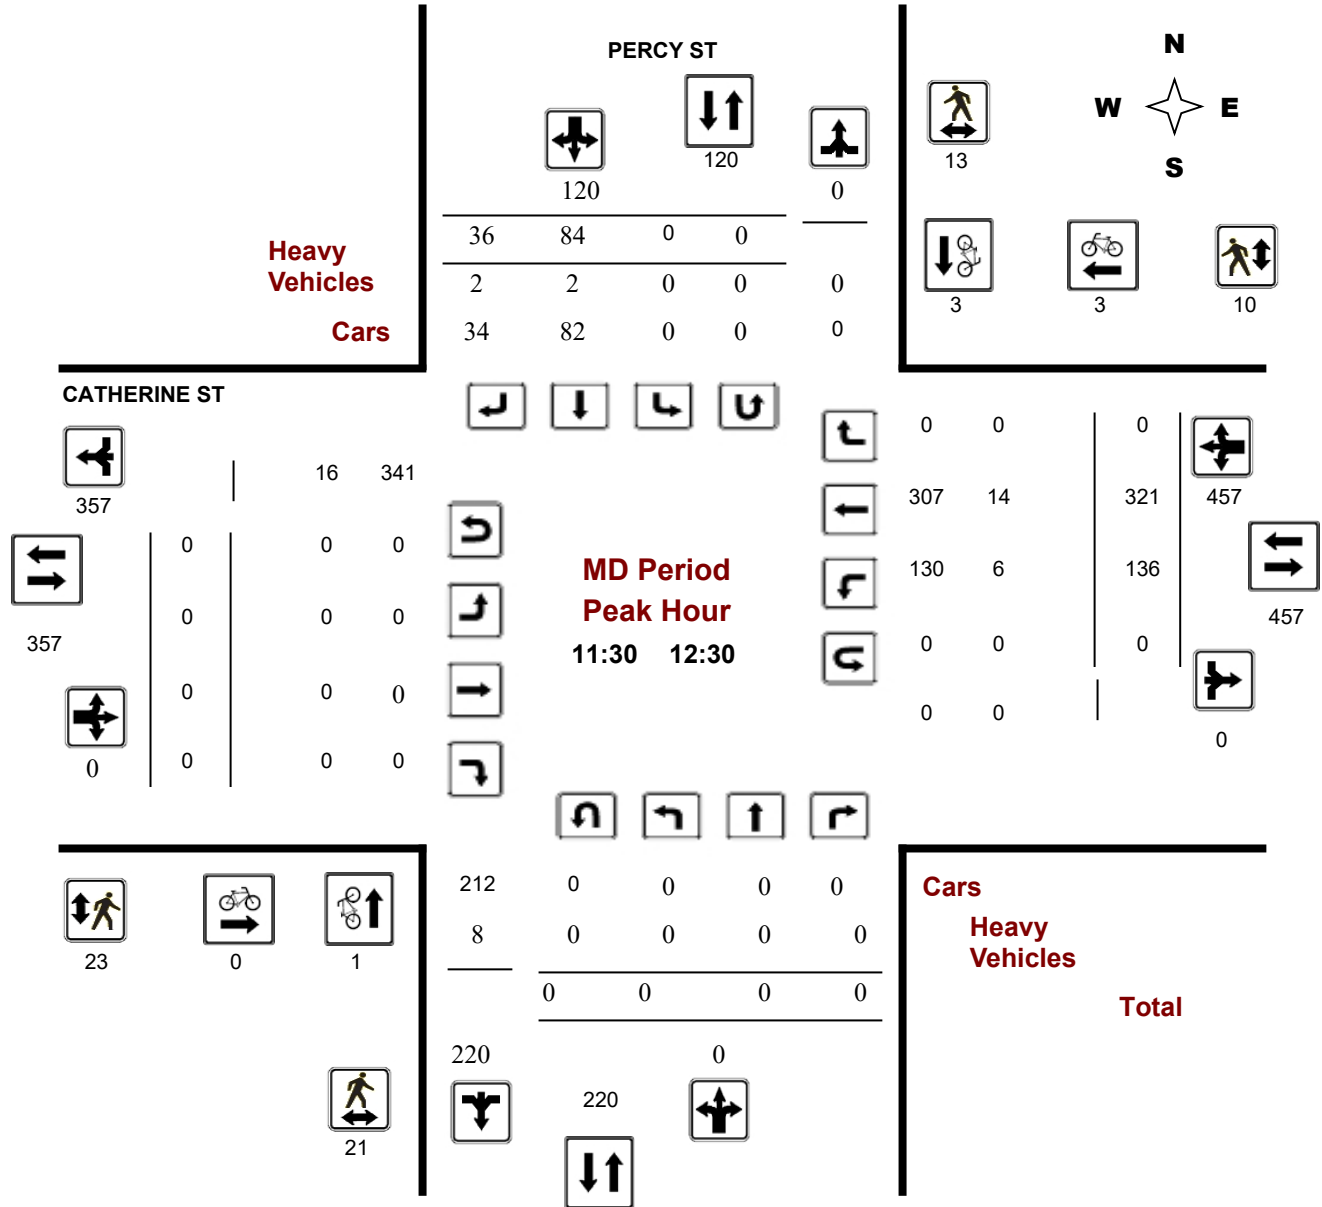 PERCY ST
N
W E
S
120
13
120 0
36 84 0 0
Heavy
Vehicles
2 2 0 0 0
3 3 10
Cars
34 82 0 0 0
CATHERINE ST
0 0 0
16 341
357
307 14 321 457
0 0 0
MD Period
130 6 136
Peak Hour
0 0 0
457
357
11:30 12:30
0 0 0
0 0 0
0 0
0
0
0 0 0
212 0 0 0 0
Cars
8 0 0 0 0
Heavy
Vehicles
23 0 1
0 0 0 0
Total
220 0
220
21